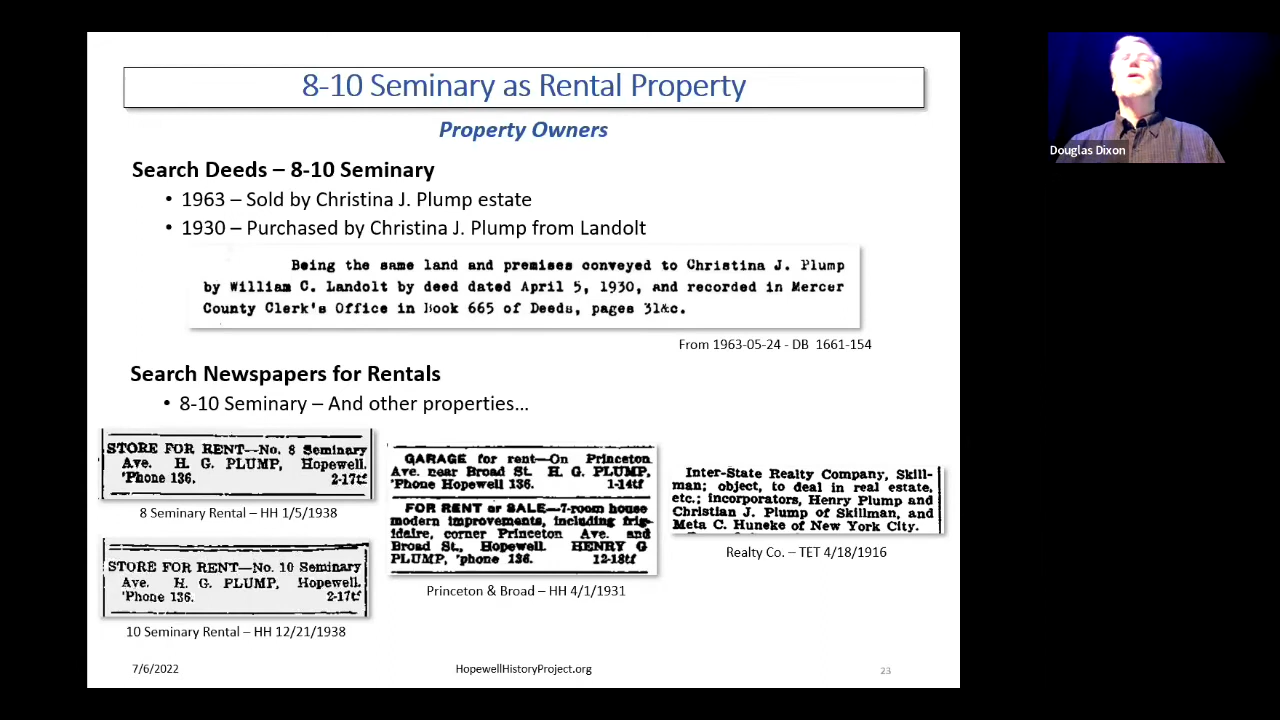 8-10 Seminary as Rental Property
Property Owners
Search Deeds – 8-10 Seminary
• 1963 – Sold by Christina J. Plump estate
• 1930 – Purchased by Christina J. Plump from Landolt
Being the same land and premises conveyed to Christina J. Plump
by William C. Landolt by deed dated April 5, 1930, and recorded in Mercer
County Clerk's Office in Book 665 of Deeds, pages 31&c.
From 1963-05-24 - DB 1661-154
Search Newspapers for Rentals
• 8-10 Seminary – And other properties…
STORE FOR RENT—No. 8 Seminary
Ave. H. G. PLUMP, Hopewell.
'Phone 136. 2-17tf
8 Seminary Rental – HH 1/5/1938
STORE FOR RENT—No. 10 Seminary
Ave. H. G. PLUMP, Hopewell.
'Phone 136. 2-17tf
10 Seminary Rental – HH 12/21/1938
GARAGE for rent—On Princeton
Ave. near Broad St. H. G. PLUMP,
'Phone Hopewell 136. 1-14tf
FOR RENT or SALE—7-room house
modern improvements, including frig-
idaire, corner Princeton Ave. and
Broad St., Hopewell. HENRY G
PLUMP, 'phone 136. 12-18tf
Princeton & Broad – HH 4/1/1931
Inter-State Realty Company, Skill-
man; object, to deal in real estate,
etc.; incorporators, Henry Plump and
Christian J. Plump of Skillman, and
Meta C. Huneke of New York City.
Realty Co. – TET 4/18/1916
7/6/2022
HopewellHistoryProject.org
23
Douglas Dixon